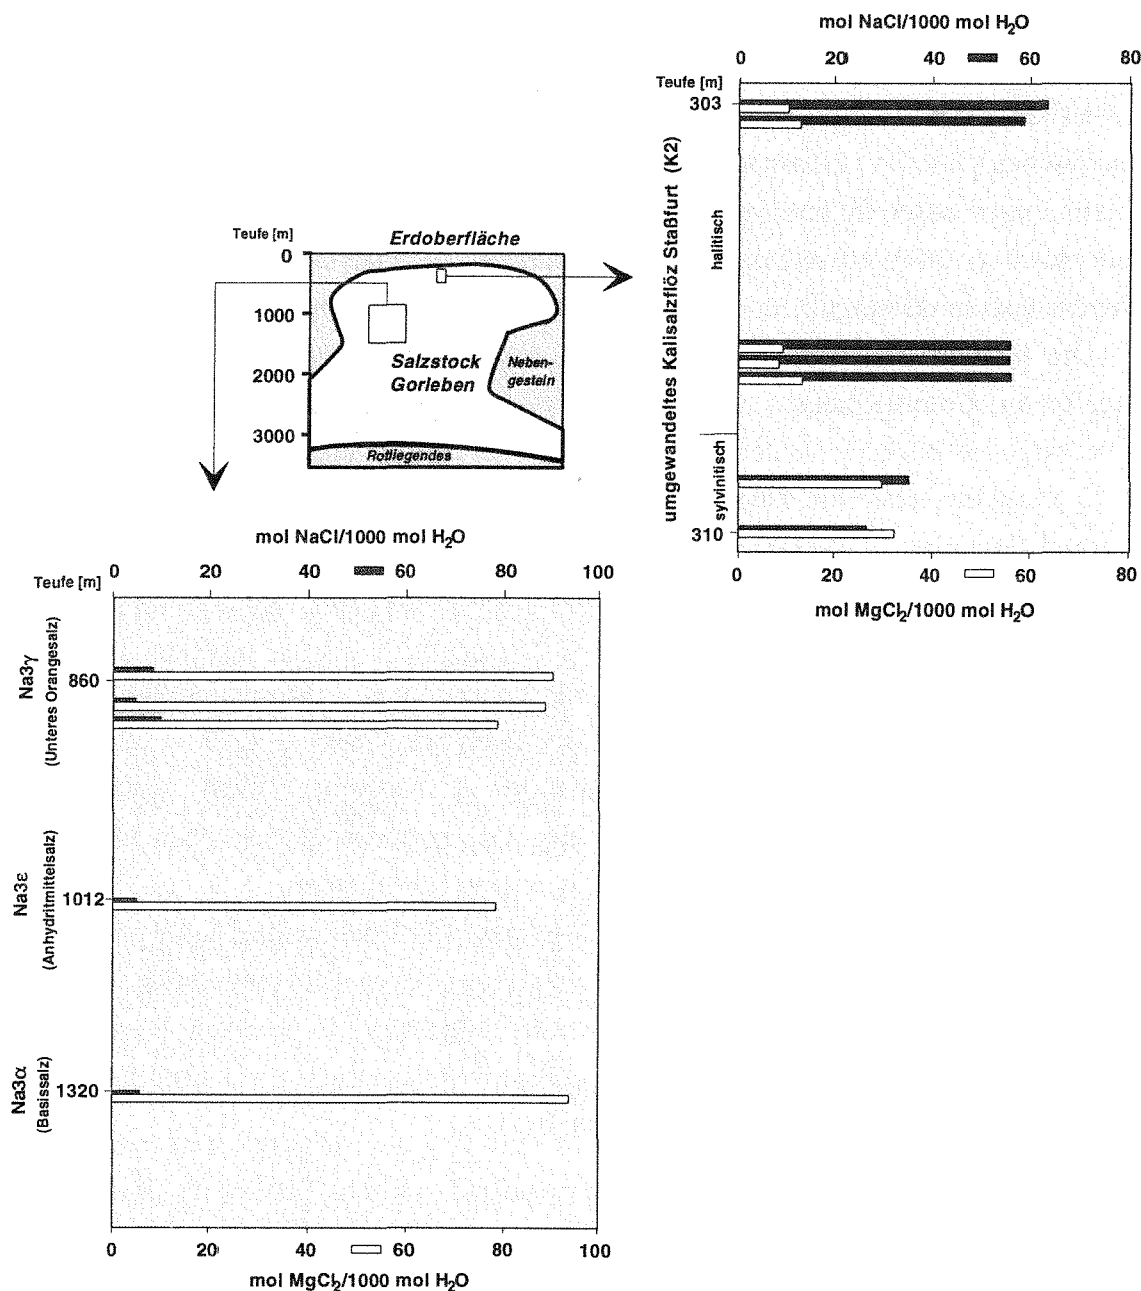 mol NaCl/1000 mol H2O
0 20 40 60 80
Teufe [m]
303
310
umgewandeltes Kalisalzflöz Staßfurt (K2)
halitisch
sylvinitisch
0 20 40 60 80
mol MgCl2/1000 mol H2O
Teufe [m]
Erdoberfläche
0
1000
2000
3000
Salzstock
Gorleben
Neben-
gestein
Rotliegendes
mol NaCl/1000 mol H2O
Teufe [m]
0 20 40 60 80 100
Na3γ
(Unteres Orangesalz)
860
Na3ε
(Anhydritmittelsalz)
1012
Na3α
(Basissalz)
1320
0 20 40 60 80 100
mol MgCl2/1000 mol H2O